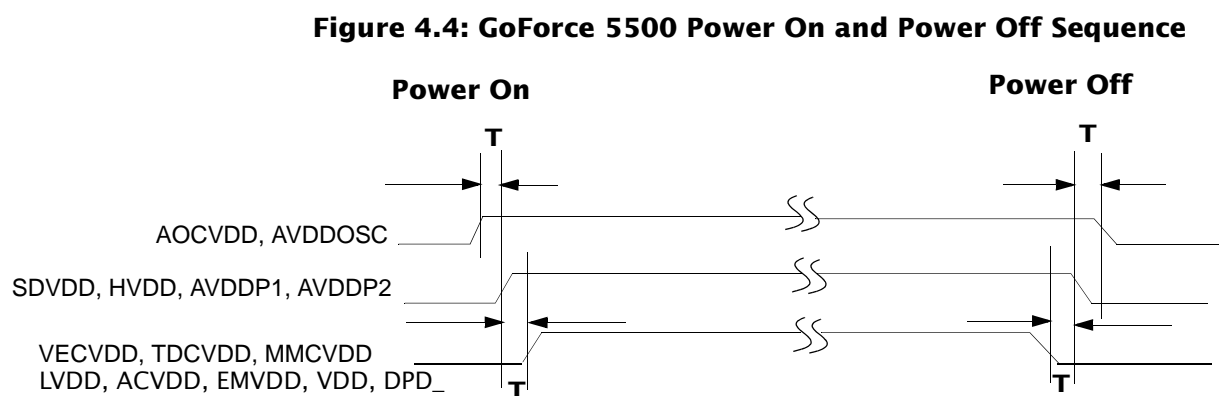 Figure 4.4: GoForce 5500 Power On and Power Off Sequence
Power On
Power Off
T
T
AOCVDD, AVDDOSC
SDVDD, HVDD, AVDDP1, AVDDP2
VECVDD, TDCVDD, MMCVDD
LVDD, ACVDD, EMVDD, VDD, DPD_
T
T